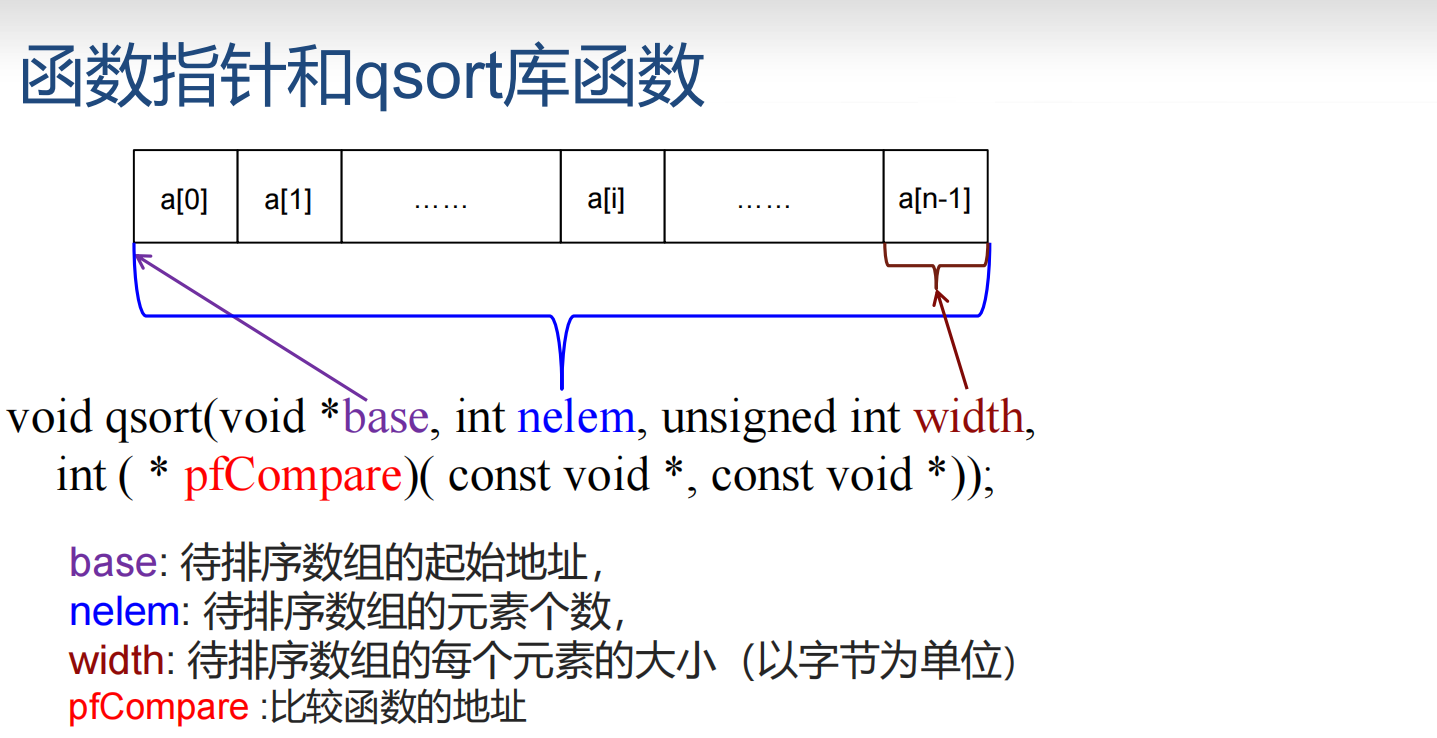 函数指针和qsort库函数
a[0] a[1] …… a[i] …… a[n-1]
void qsort(void *base, int nelem, unsigned int width,
int ( * pfCompare)( const void *, const void *));
base: 待排序数组的起始地址，
nelem: 待排序数组的元素个数，
width: 待排序数组的每个元素的大小（以字节为单位）
pfCompare :比较函数的地址